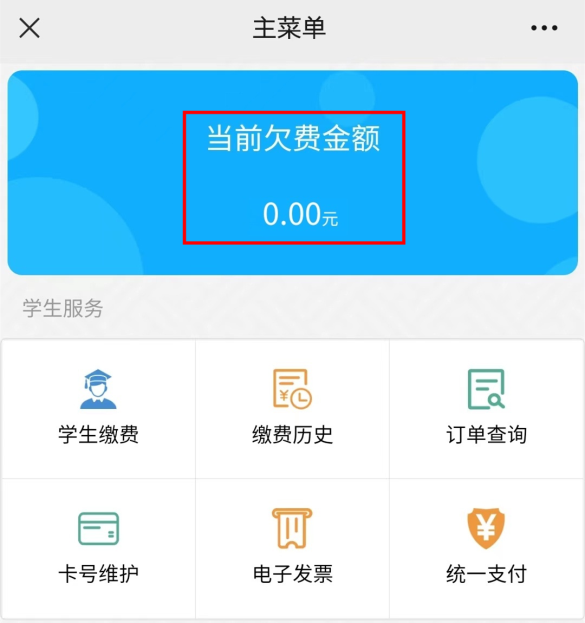 主菜单
当前欠费金额
0.00元
学生服务
学生缴费
缴费历史
订单查询
卡号维护
电子发票
统一支付